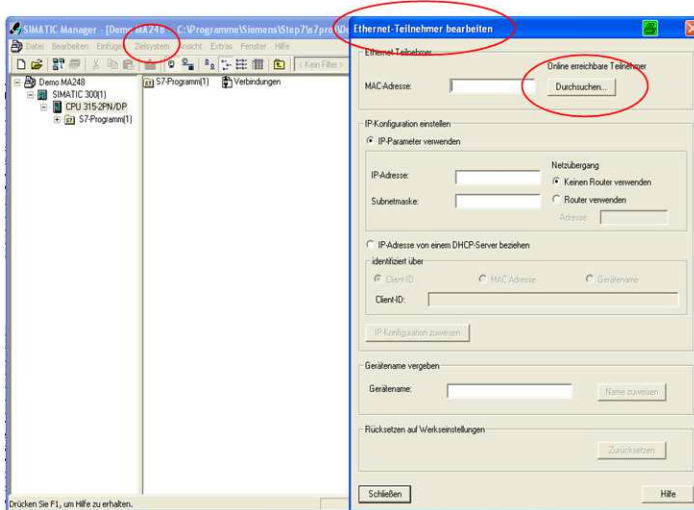 SIMATIC Manager - [Demo MA248 - C:\Programme\Siemens\Step7\s7proj\
Datei Bearbeiten Einfügen Zielsystem Ansicht Extras Fenster Hilfe
< Kein Filter >
Demo MA248
SIMATIC 300(1)
CPU 315-2PN/DP
S7-Programm(1)
S7-Programm(1) Verbindungen
Drücken Sie F1, um Hilfe zu erhalten.
Ethernet-Teilnehmer bearbeiten
Ethernet Teilnehmer
Online erreichbare Teilnehmer
MAC-Adresse: Durchsuchen...
IP-Konfiguration einstellen
IP-Parameter verwenden
Netzübergang
IP-Adresse: Keinen Router verwenden
Subnetmaske: Router verwenden
Adresse:
IP-Adresse von einem DHCP-Server beziehen
identifiziert über
Client-ID MAC-Adresse Gerätename
Client-ID:
IP-Konfiguration zuweisen
Gerätename vergeben
Gerätename: Name zuweisen
Rücksetzen auf Werkseinstellungen
Zurücksetzen
Schließen Hilfe